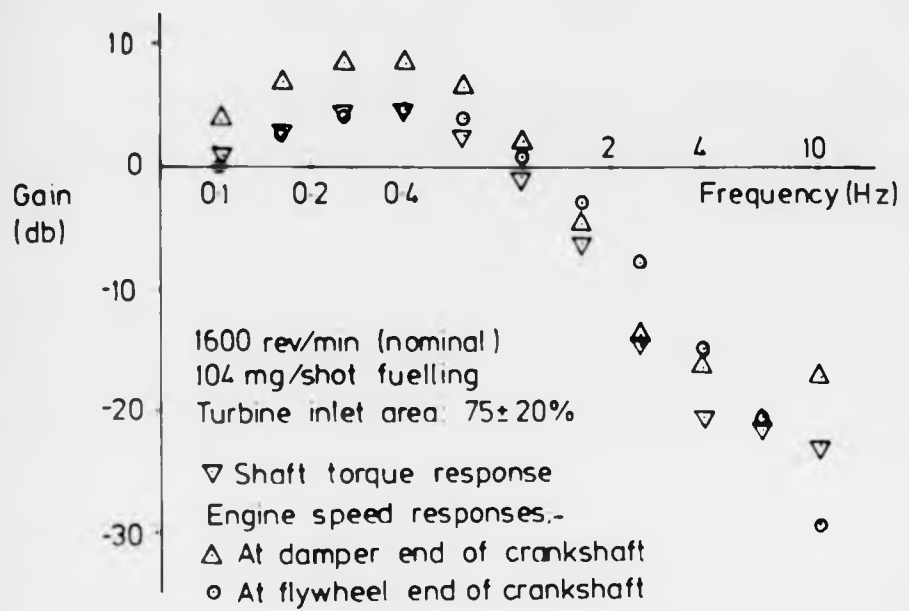 10
0
-10
-20
-30
Gain
(db)
0·1
0·2
0·4
2
4
10
Frequency (Hz)
1600 rev/min (nominal)
104 mg/shot fuelling
Turbine inlet area: 75±20%
▽ Shaft torque response
Engine speed responses:-
△ At damper end of crankshaft
⊙ At flywheel end of crankshaft